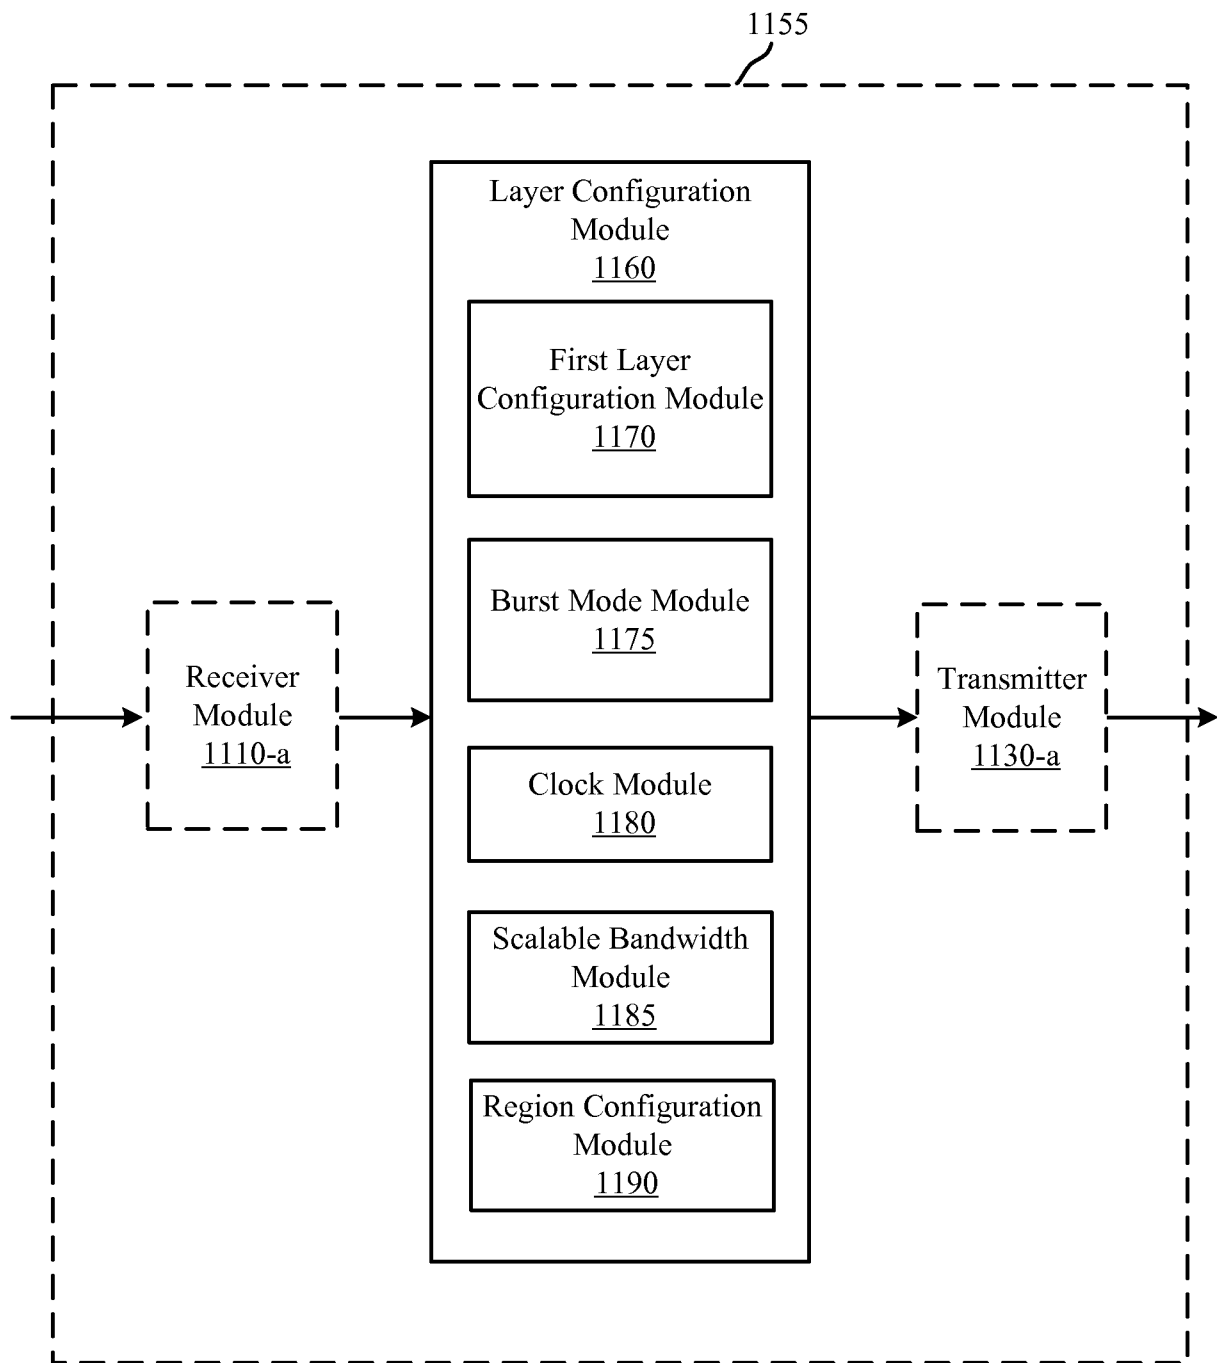 1155
Layer Configuration
Module
1160
First Layer
Configuration Module
1170
Burst Mode Module
1175
Receiver
Module
1110-a
Transmitter
Module
1130-a
Clock Module
1180
Scalable Bandwidth
Module
1185
Region Configuration
Module
1190